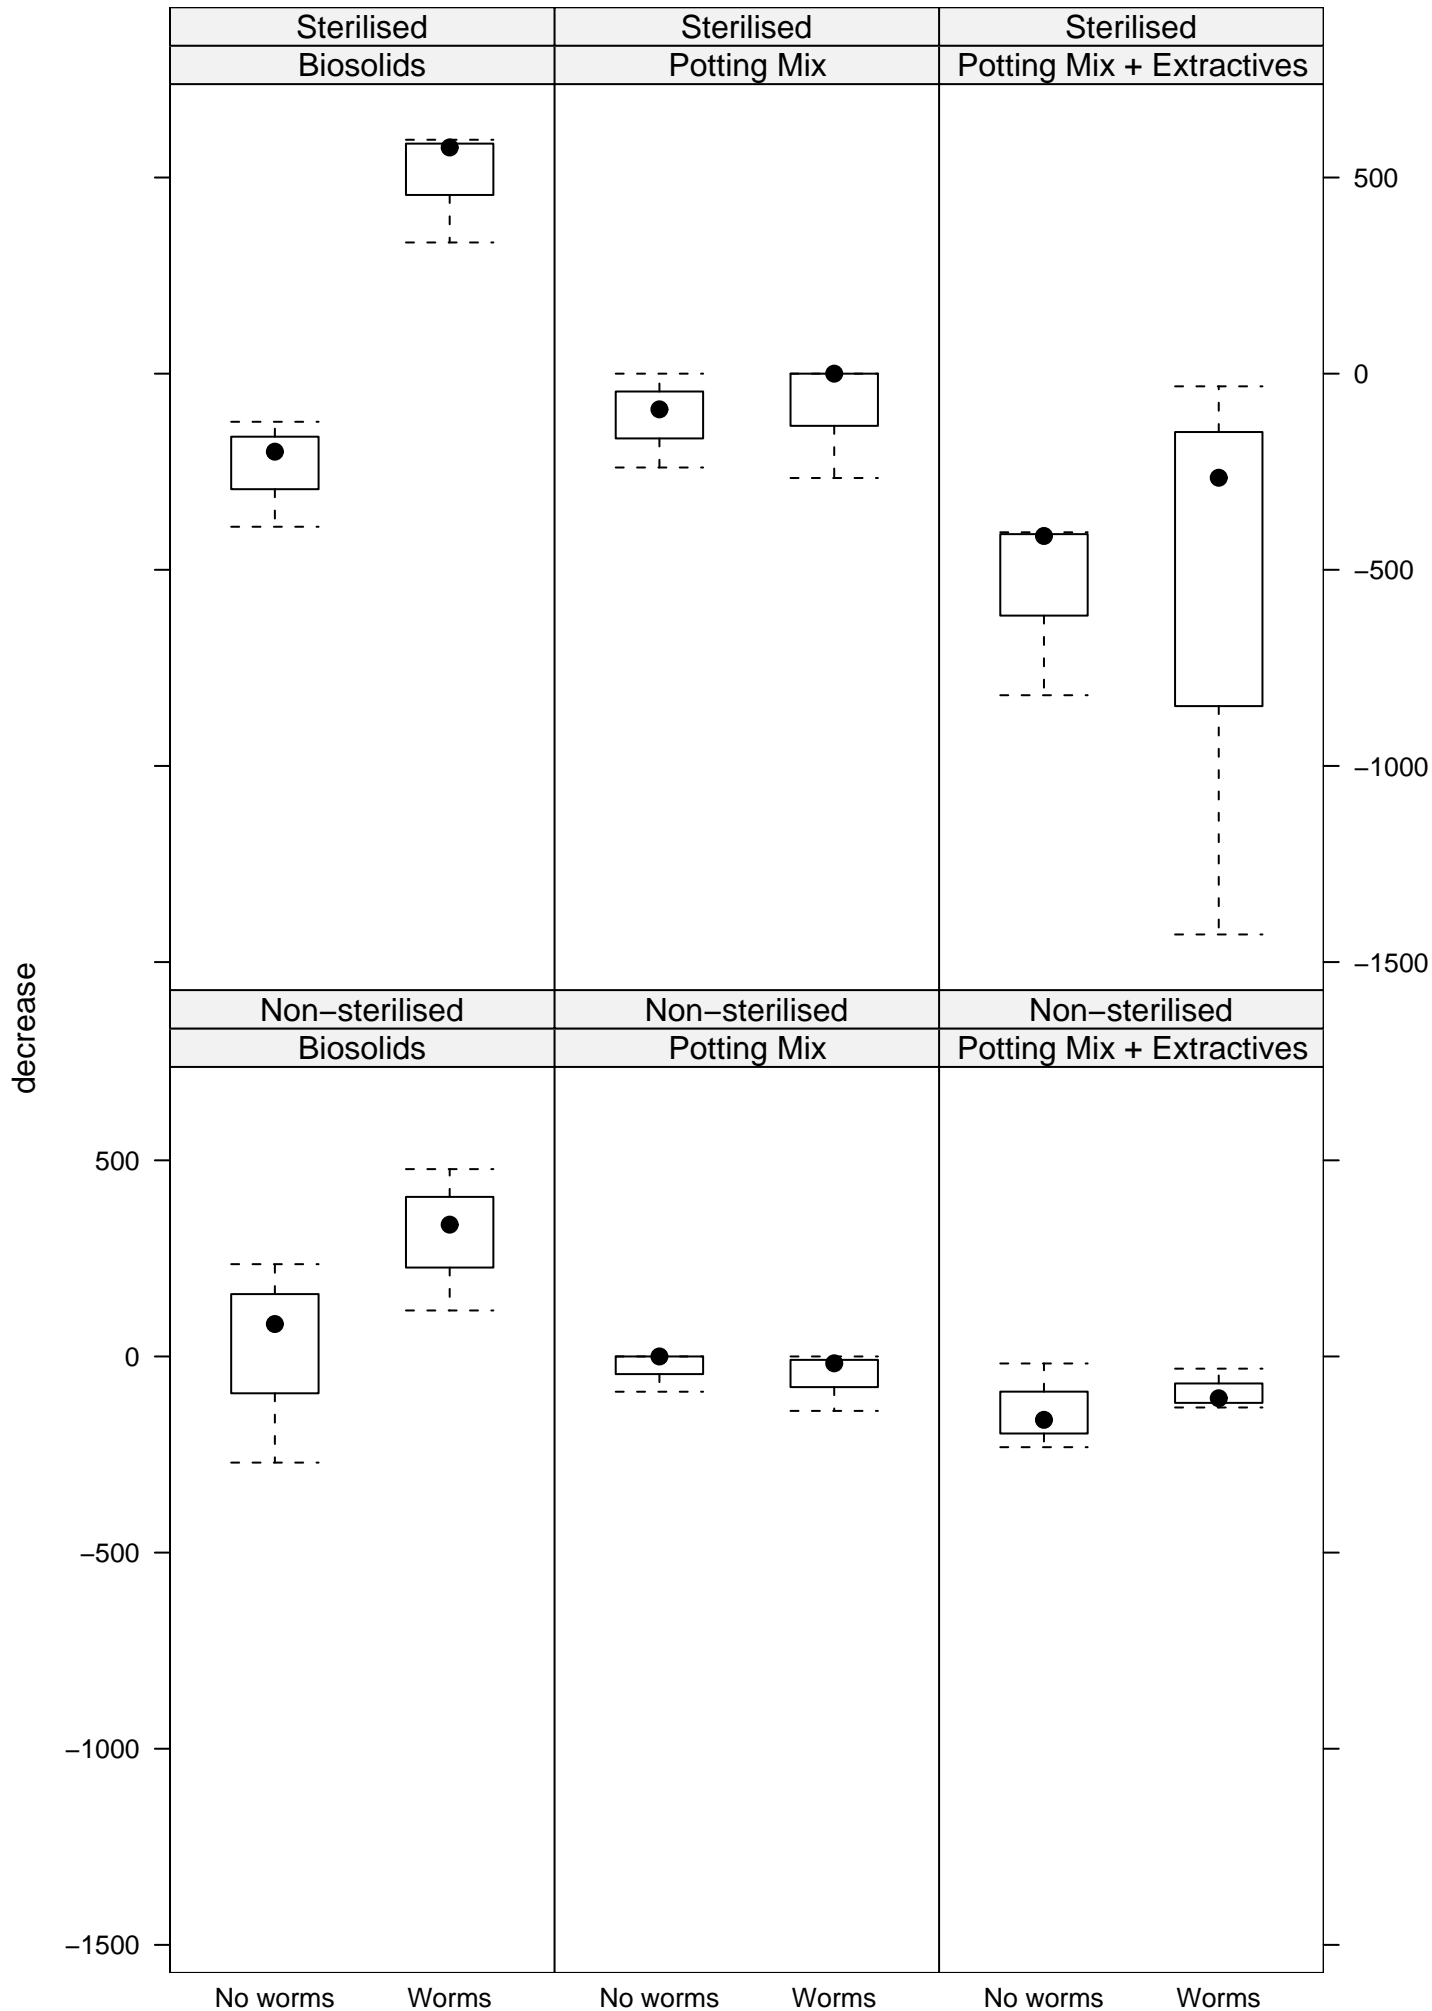 Sterilised Sterilised Sterilised
Biosolids Potting Mix Potting Mix + Extractives
500
0
−500
−1000
−1500
decrease
Non−sterilised Non−sterilised Non−sterilised
Biosolids Potting Mix Potting Mix + Extractives
500
0
−500
−1000
−1500
No worms Worms No worms Worms No worms Worms